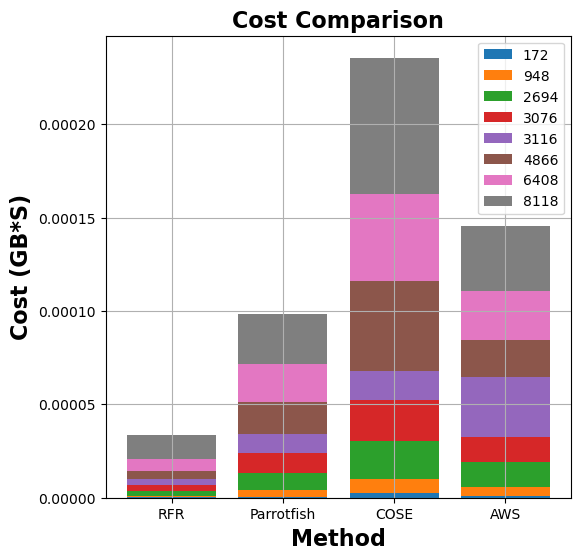 Cost Comparison
172
948
2694
3076
3116
4866
6408
8118
Cost (GB*S)
0.00020
0.00015
0.00010
0.00005
0.00000
RFR
Parrotfish
COSE
AWS
Method